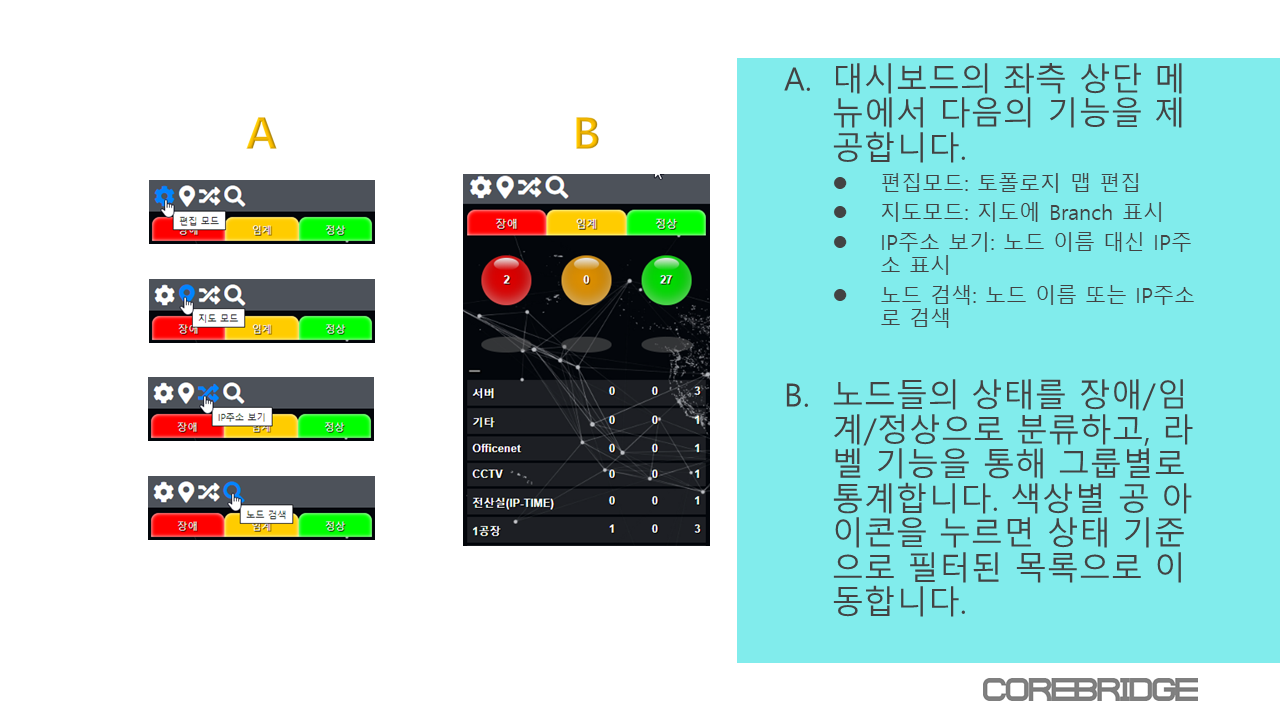 A
편집 모드
장애
임계
정상
지도 모드
장애
임계
정상
IP주소 보기
장애
임계
정상
노드 검색
장애
임계
정상
B
장애
임계
정상
2
0
27
서버 0 0 3
기타 0 0 1
Officenet 0 0 1
CCTV 0 0 1
전산실(IP-TIME) 0 0 1
1공장 1 0 3
A. 대시보드의 좌측 상단 메
뉴에서 다음의 기능을 제
공합니다.
● 편집모드: 토폴로지 맵 편집
● 지도모드: 지도에 Branch 표시
● IP주소 보기: 노드 이름 대신 IP주
소 표시
● 노드 검색: 노드 이름 또는 IP주소
로 검색
B. 노드들의 상태를 장애/임
계/정상으로 분류하고, 라
벨 기능을 통해 그룹별로
통계합니다. 색상별 공 아
이콘을 누르면 상태 기준
으로 필터된 목록으로 이
동합니다.
COREBRIDGE